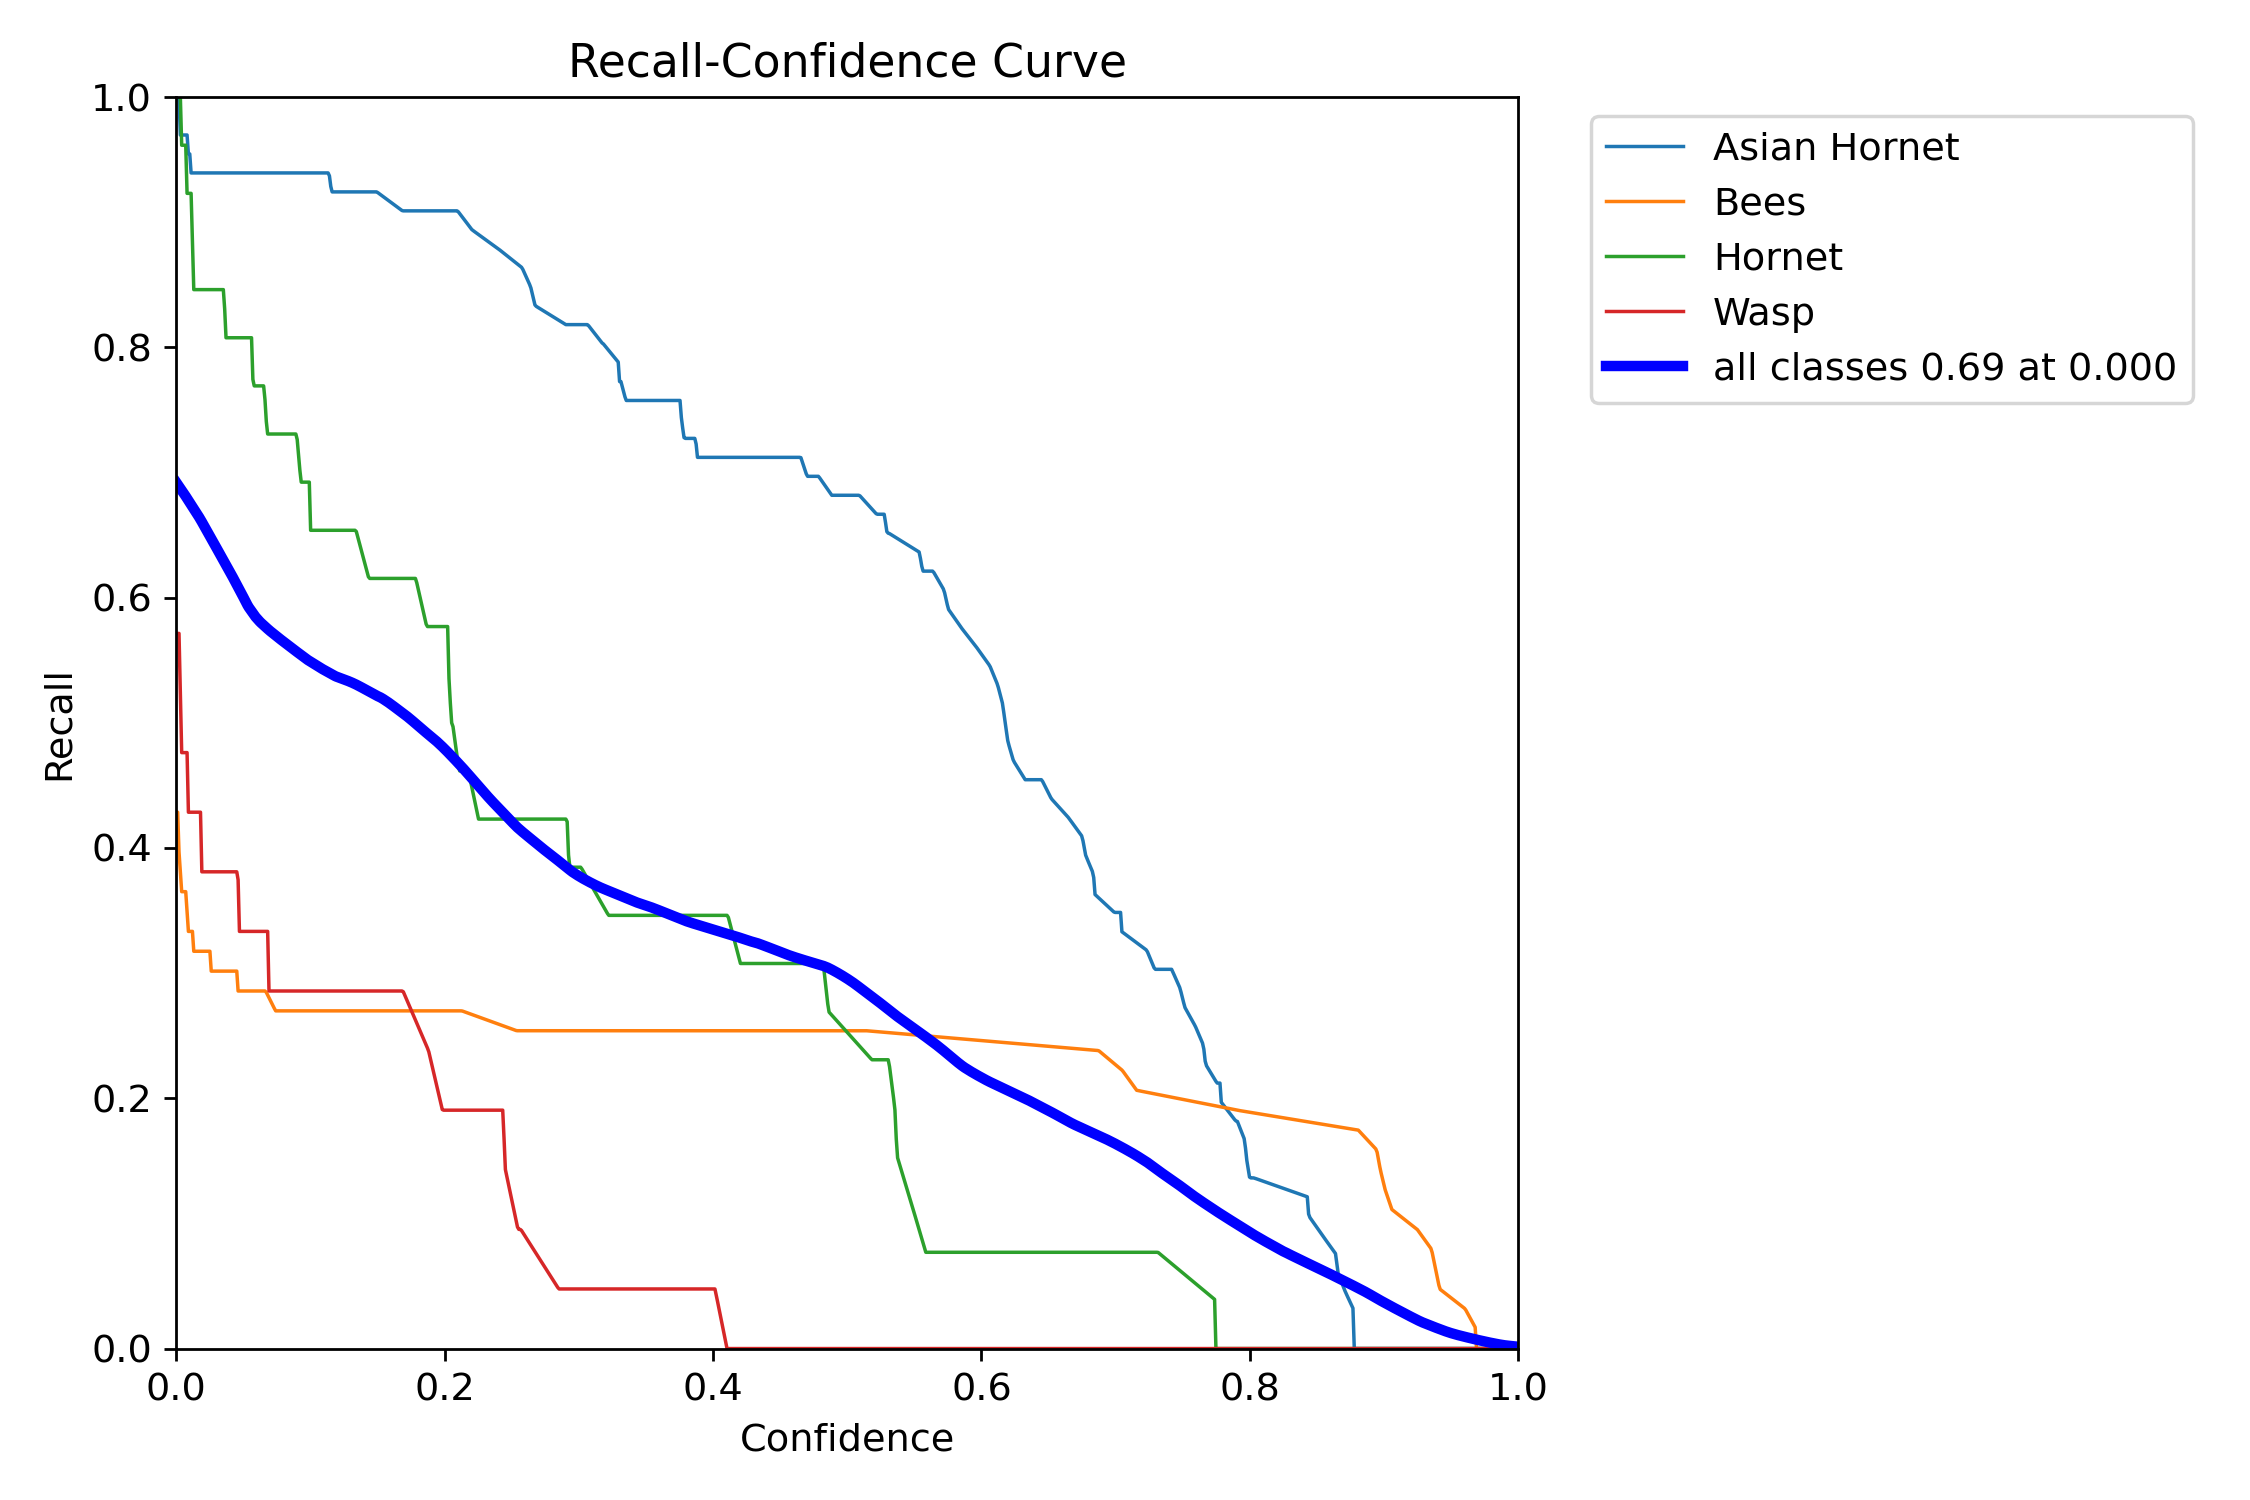 Recall-Confidence Curve
1.0
0.8
0.6
0.4
0.2
0.0
Recall
0.0 0.2 0.4 0.6 0.8 1.0
Confidence
Asian Hornet
Bees
Hornet
Wasp
all classes 0.69 at 0.000